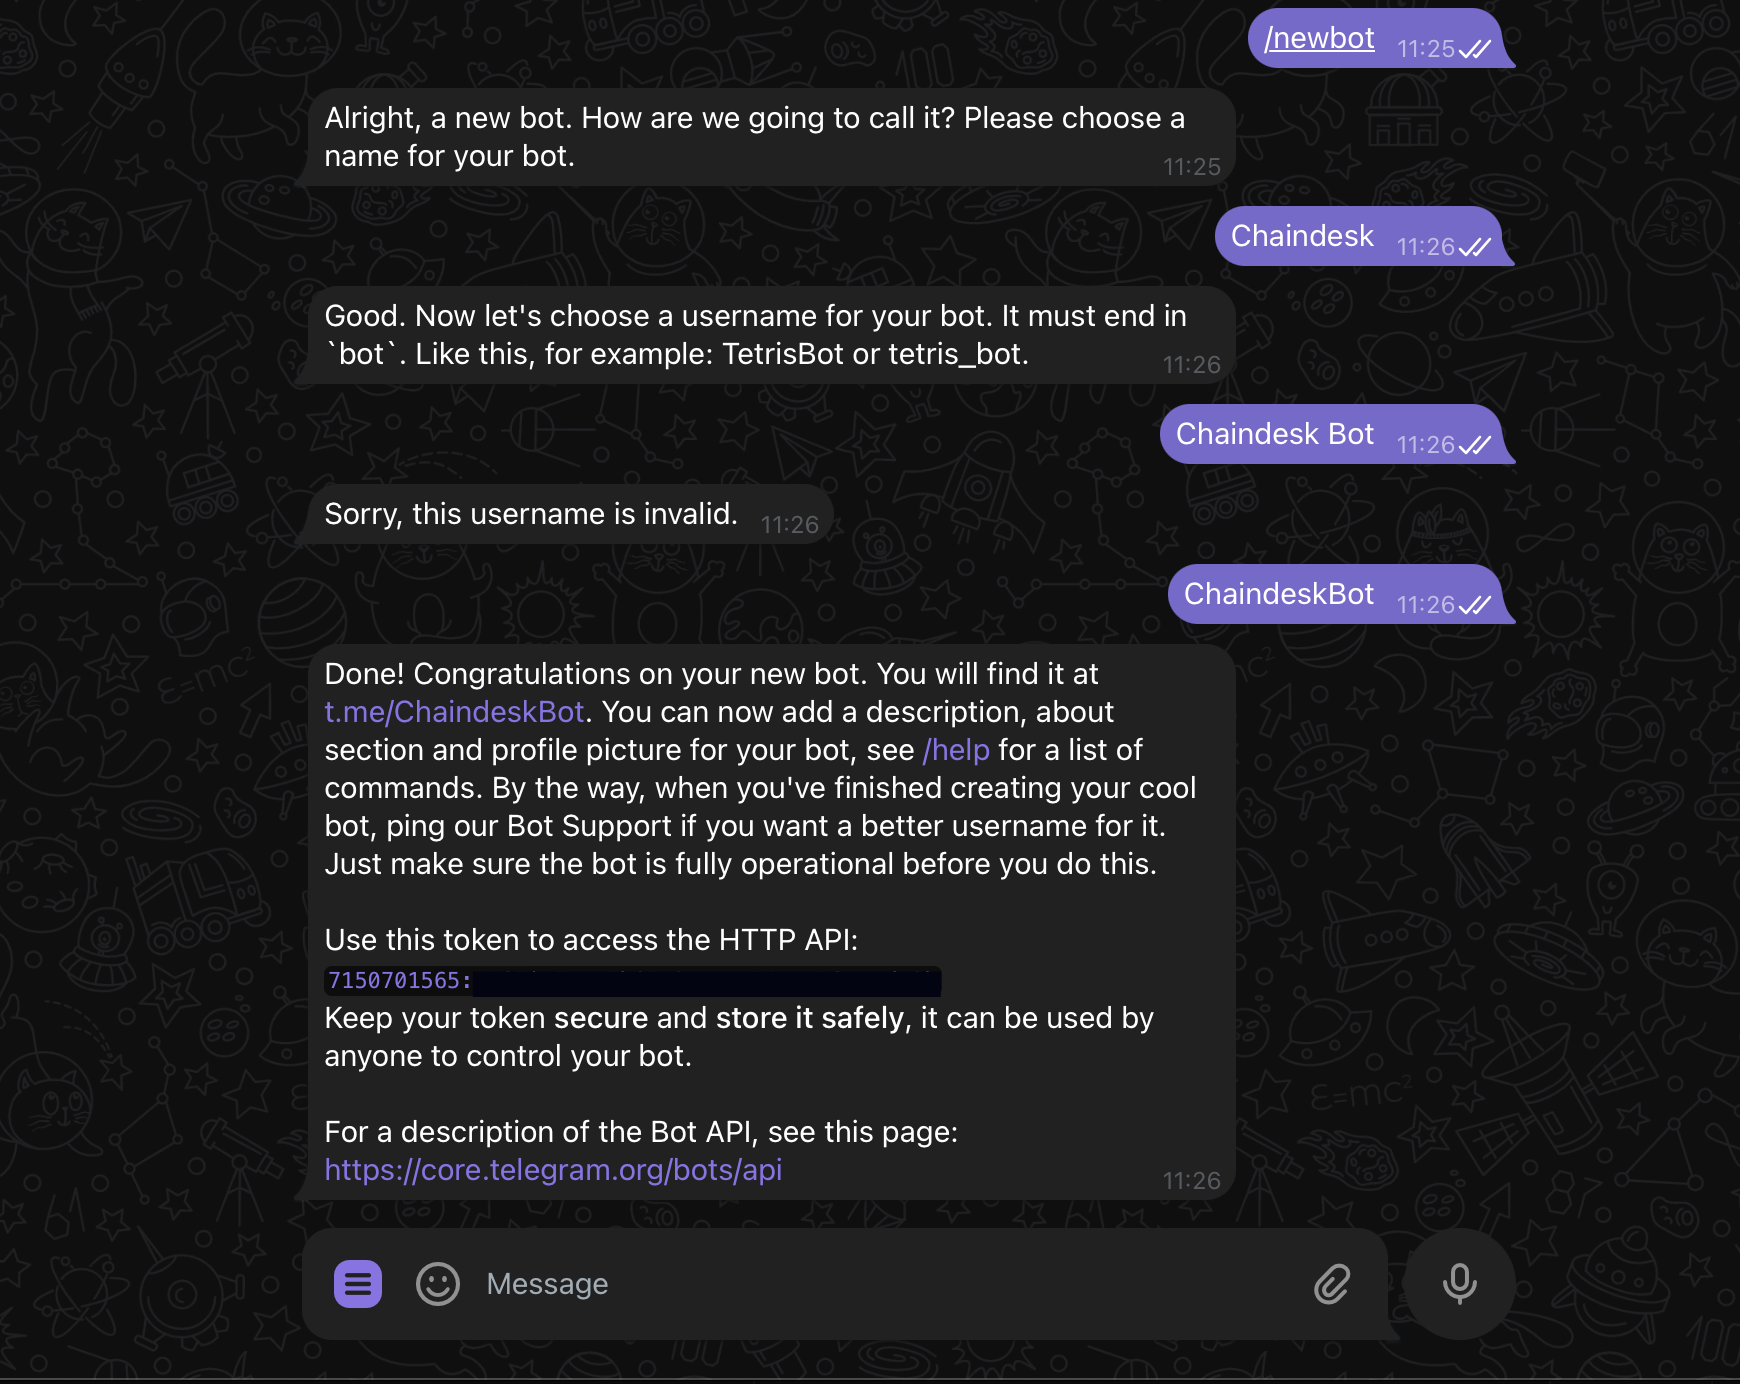 /newbot 11:25
Alright, a new bot. How are we going to call it? Please choose a
name for your bot. 11:25
Chaindesk 11:26
Good. Now let's choose a username for your bot. It must end in
`bot`. Like this, for example: TetrisBot or tetris_bot. 11:26
Chaindesk Bot 11:26
Sorry, this username is invalid. 11:26
ChaindeskBot 11:26
Done! Congratulations on your new bot. You will find it at
t.me/ChaindeskBot. You can now add a description, about
section and profile picture for your bot, see /help for a list of
commands. By the way, when you've finished creating your cool
bot, ping our Bot Support if you want a better username for it.
Just make sure the bot is fully operational before you do this.
Use this token to access the HTTP API:
7150701565:
Keep your token secure and store it safely, it can be used by
anyone to control your bot.
For a description of the Bot API, see this page:
https://core.telegram.org/bots/api 11:26
Message